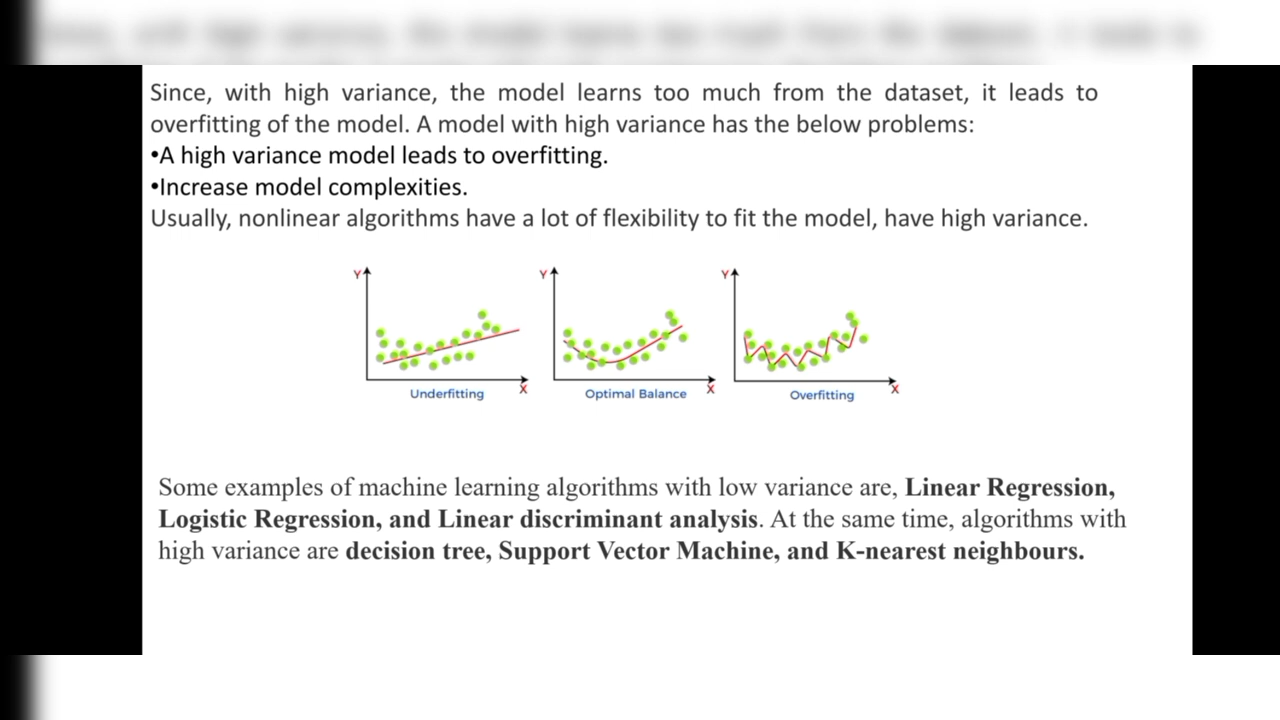 Since, with high variance, the model learns too much from the dataset, it leads to
overfitting of the model. A model with high variance has the below problems:
•A high variance model leads to overfitting.
•Increase model complexities.
Usually, nonlinear algorithms have a lot of flexibility to fit the model, have high variance.
Y Y Y
X X X
Underfitting Optimal Balance Overfitting
Some examples of machine learning algorithms with low variance are, Linear Regression,
Logistic Regression, and Linear discriminant analysis. At the same time, algorithms with
high variance are decision tree, Support Vector Machine, and K-nearest neighbours.